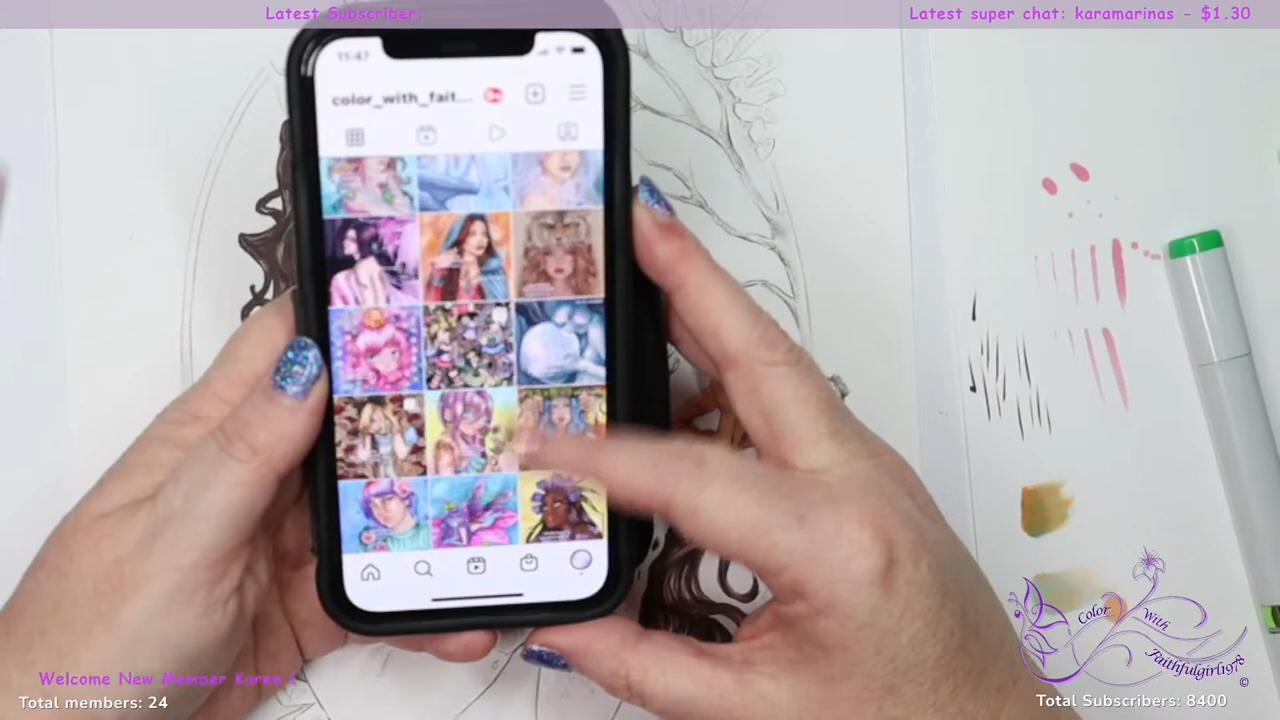 Latest Subscriber:
Latest super chat: karamarinas - $1.30
11:47
color_with_fait...
Color
With
Faithfulgirl1978
©
Welcome New Member Karen !
Total members: 24
Total Subscribers: 8400